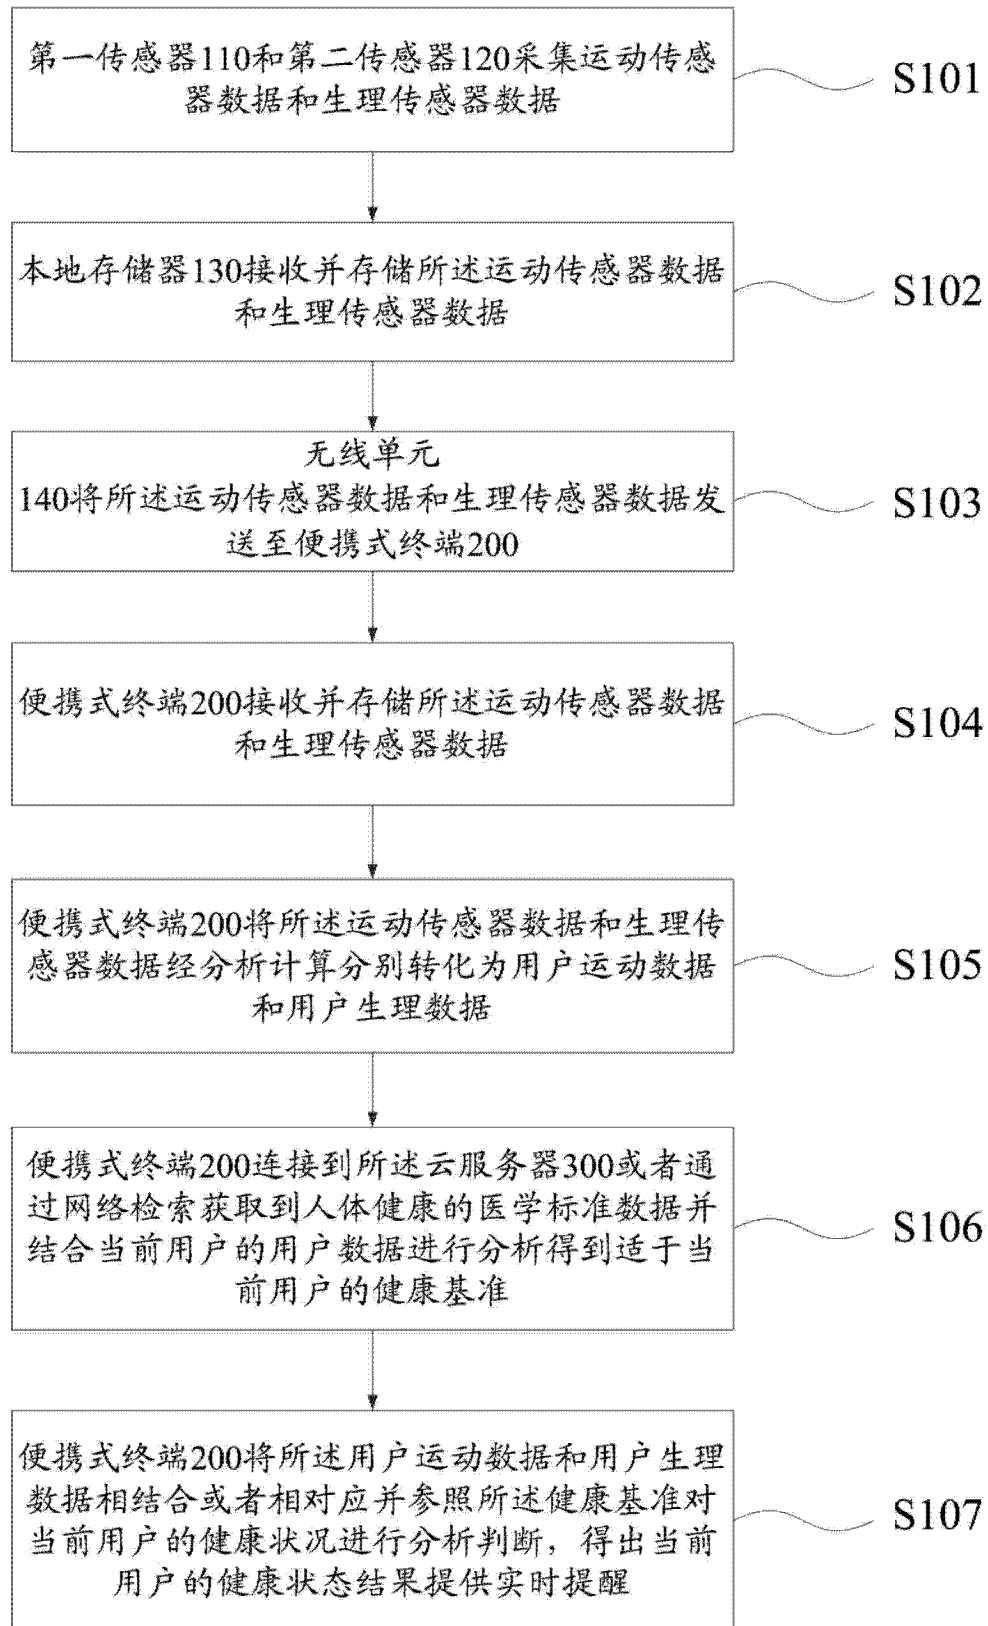 第一传感器110和第二传感器120采集运动传感
器数据和生理传感器数据
S101
本地存储器130接收并存储所述运动传感器数据
和生理传感器数据
S102
无线单元
140将所述运动传感器数据和生理传感器数据发
送至便携式终端200
S103
便携式终端200接收并存储所述运动传感器数据
和生理传感器数据
S104
便携式终端200将所述运动传感器数据和生理传
感器数据经分析计算分别转化为用户运动数据
和用户生理数据
S105
便携式终端200连接到所述云服务器300或者通
过网络检索获取到人体健康的医学标准数据并
结合当前用户的用户数据进行分析得到适于当
前用户的健康基准
S106
便携式终端200将所述用户运动数据和用户生理
数据相结合或者相对应并参照所述健康基准对
当前用户的健康状况进行分析判断，得出当前
用户的健康状态结果提供实时提醒
S107